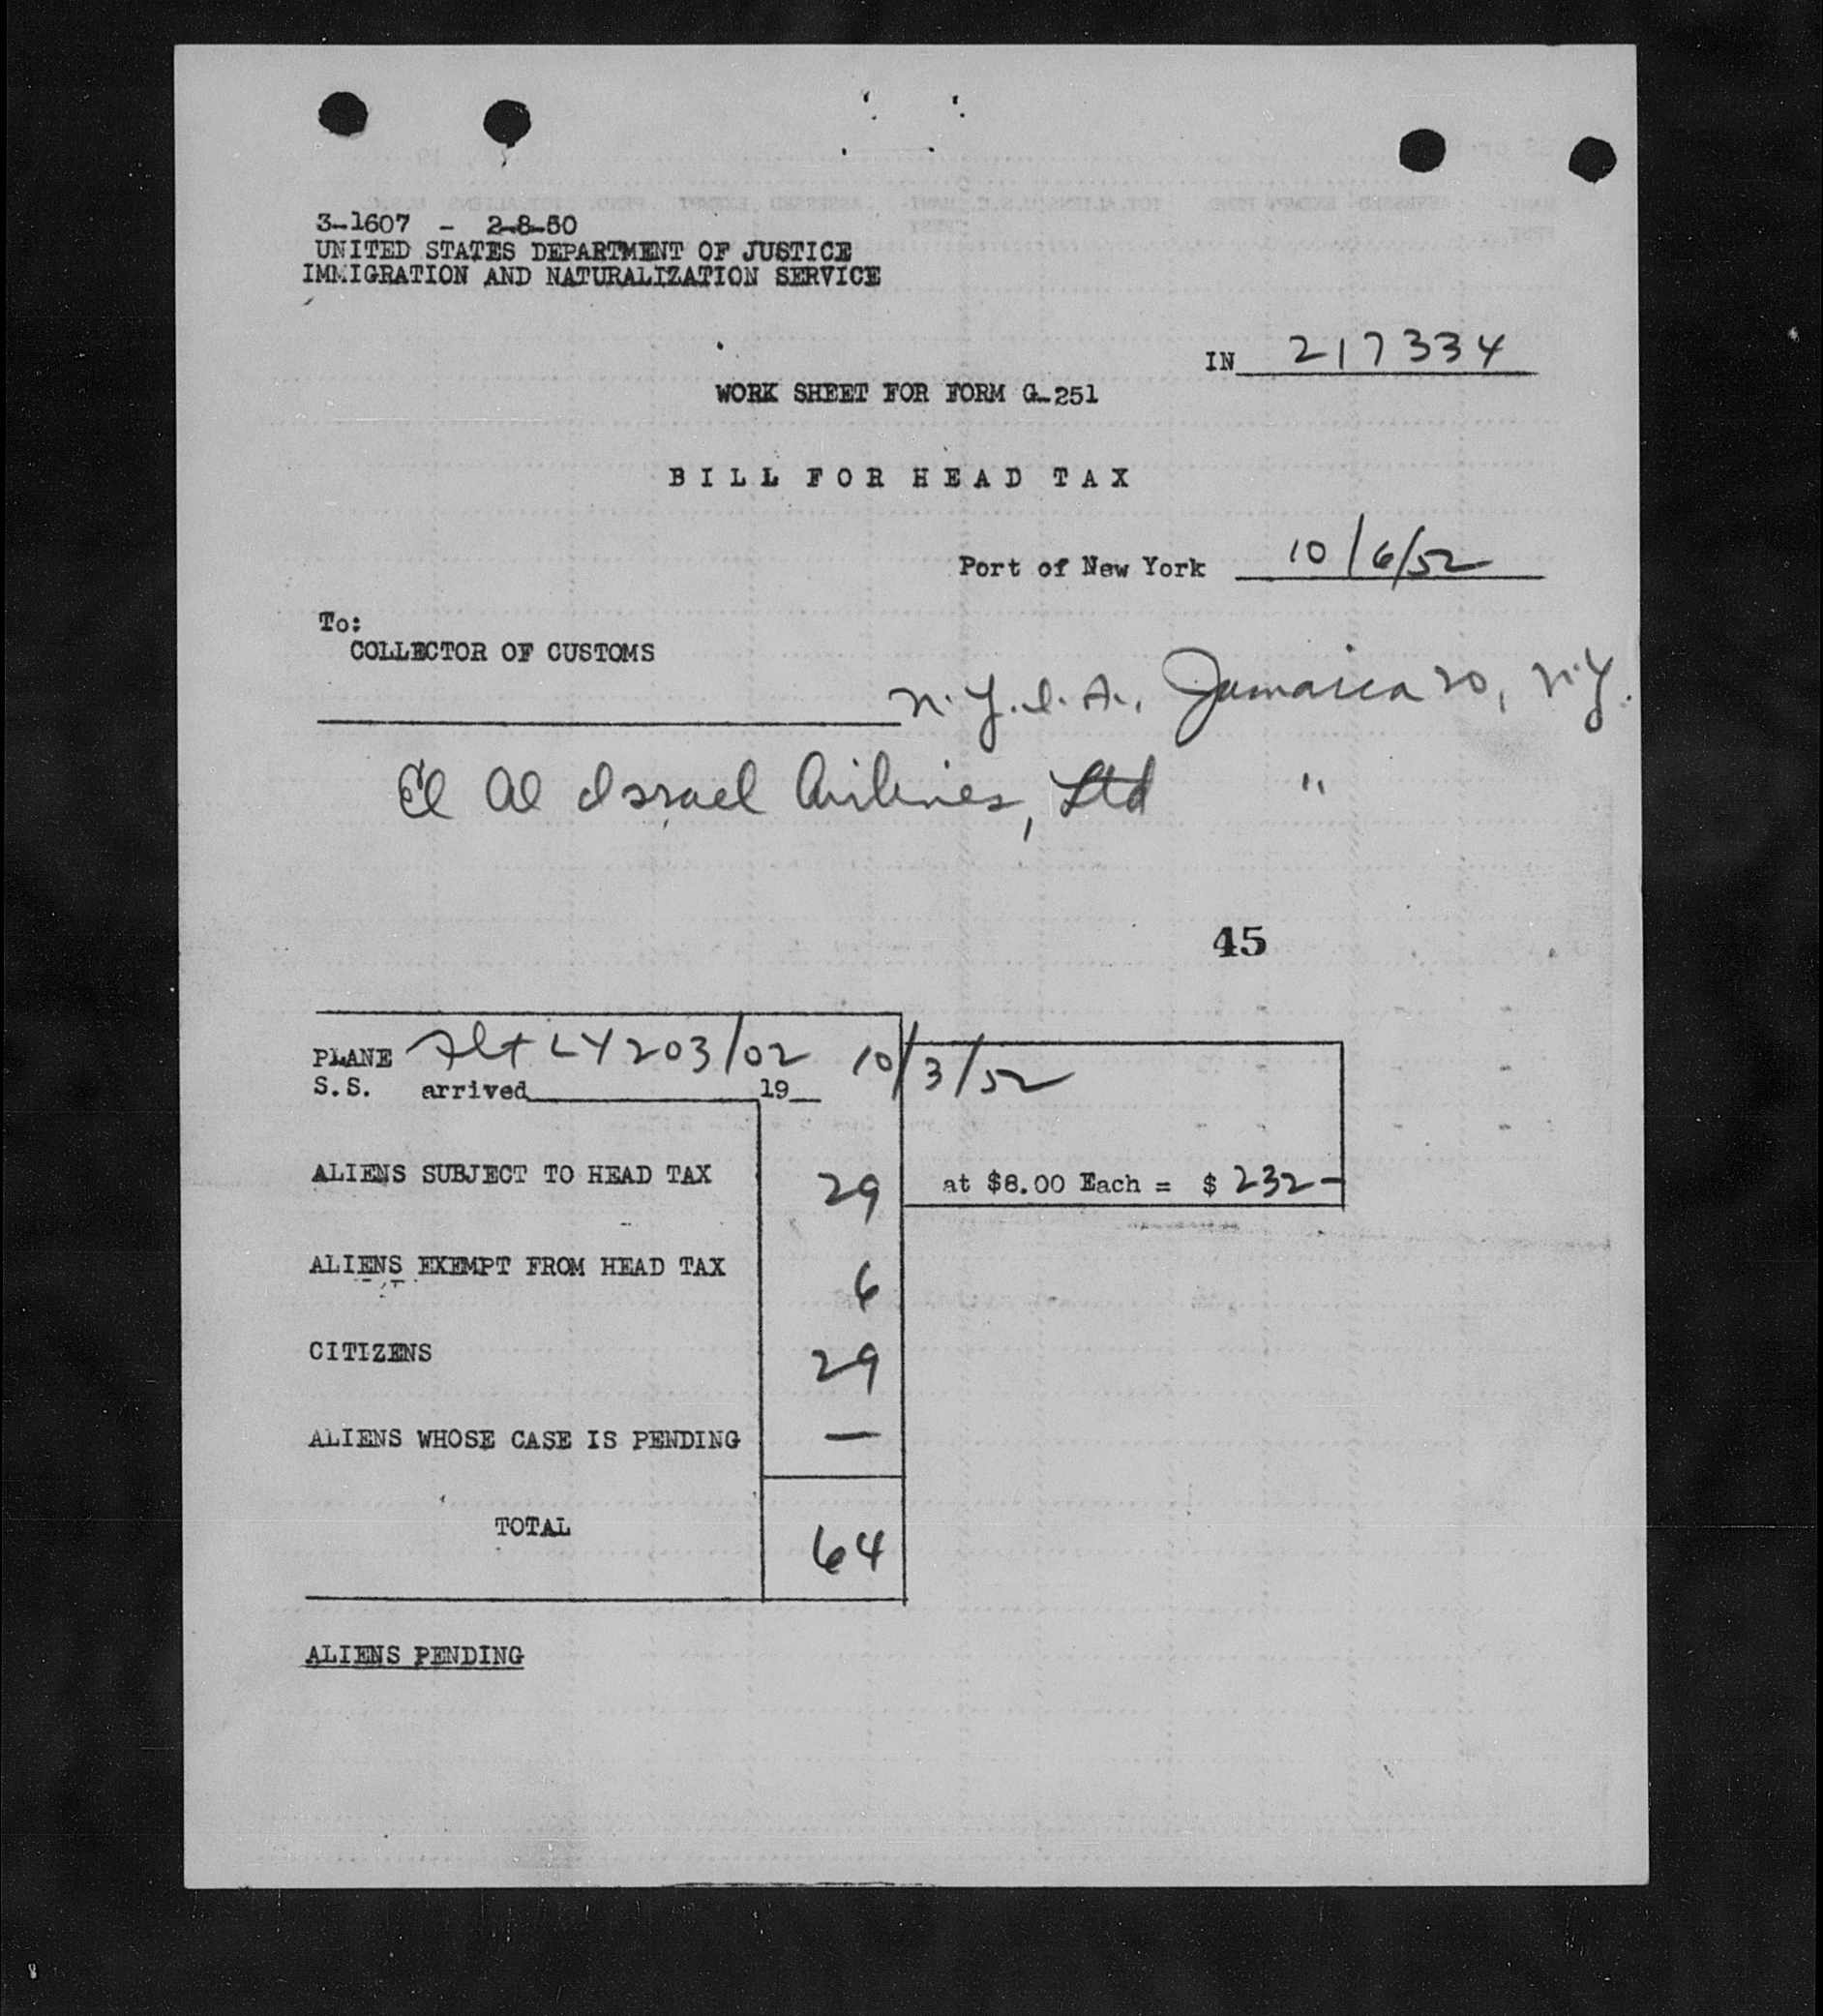 3-1607 - 2-8-50
UNITED STATES DEPARTMENT OF JUSTICE
IMMIGRATION AND NATURALIZATION SERVICE
IN 217334
WORK SHEET FOR FORM G-251
BILL FOR HEAD TAX
Port of New York 10/6/52
To:
COLLECTOR OF CUSTOMS
N.Y.I.A., Jamaica 20, N.Y.
El Al Israel Airlines, Ltd "
45
PLANE Flt LY203/02 10/3/52
S.S. arrived 19
ALIENS SUBJECT TO HEAD TAX 29 at $8.00 Each = $ 232-
ALIENS EXEMPT FROM HEAD TAX 6
CITIZENS 29
ALIENS WHOSE CASE IS PENDING —
TOTAL 64
ALIENS PENDING